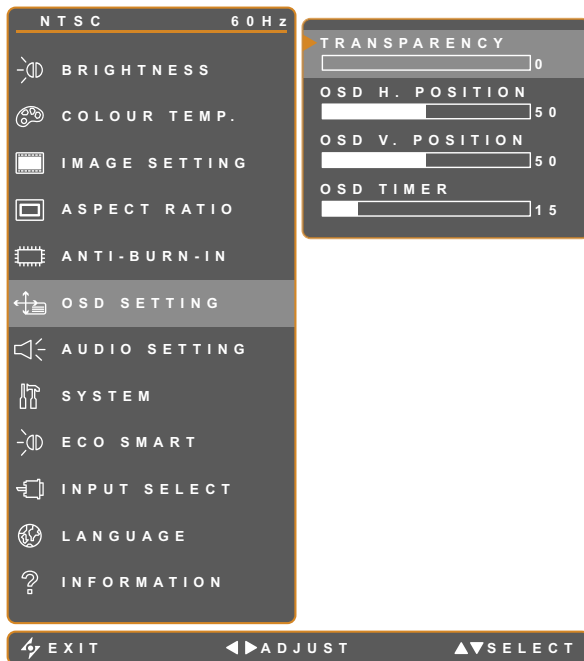 NTSC 60Hz
BRIGHTNESS
COLOUR TEMP.
IMAGE SETTING
ASPECT RATIO
ANTI-BURN-IN
OSD SETTING
AUDIO SETTING
SYSTEM
ECO SMART
INPUT SELECT
LANGUAGE
INFORMATION
TRANSPARENCY
0
OSD H. POSITION
50
OSD V. POSITION
50
OSD TIMER
15
EXIT ADJUST SELECT